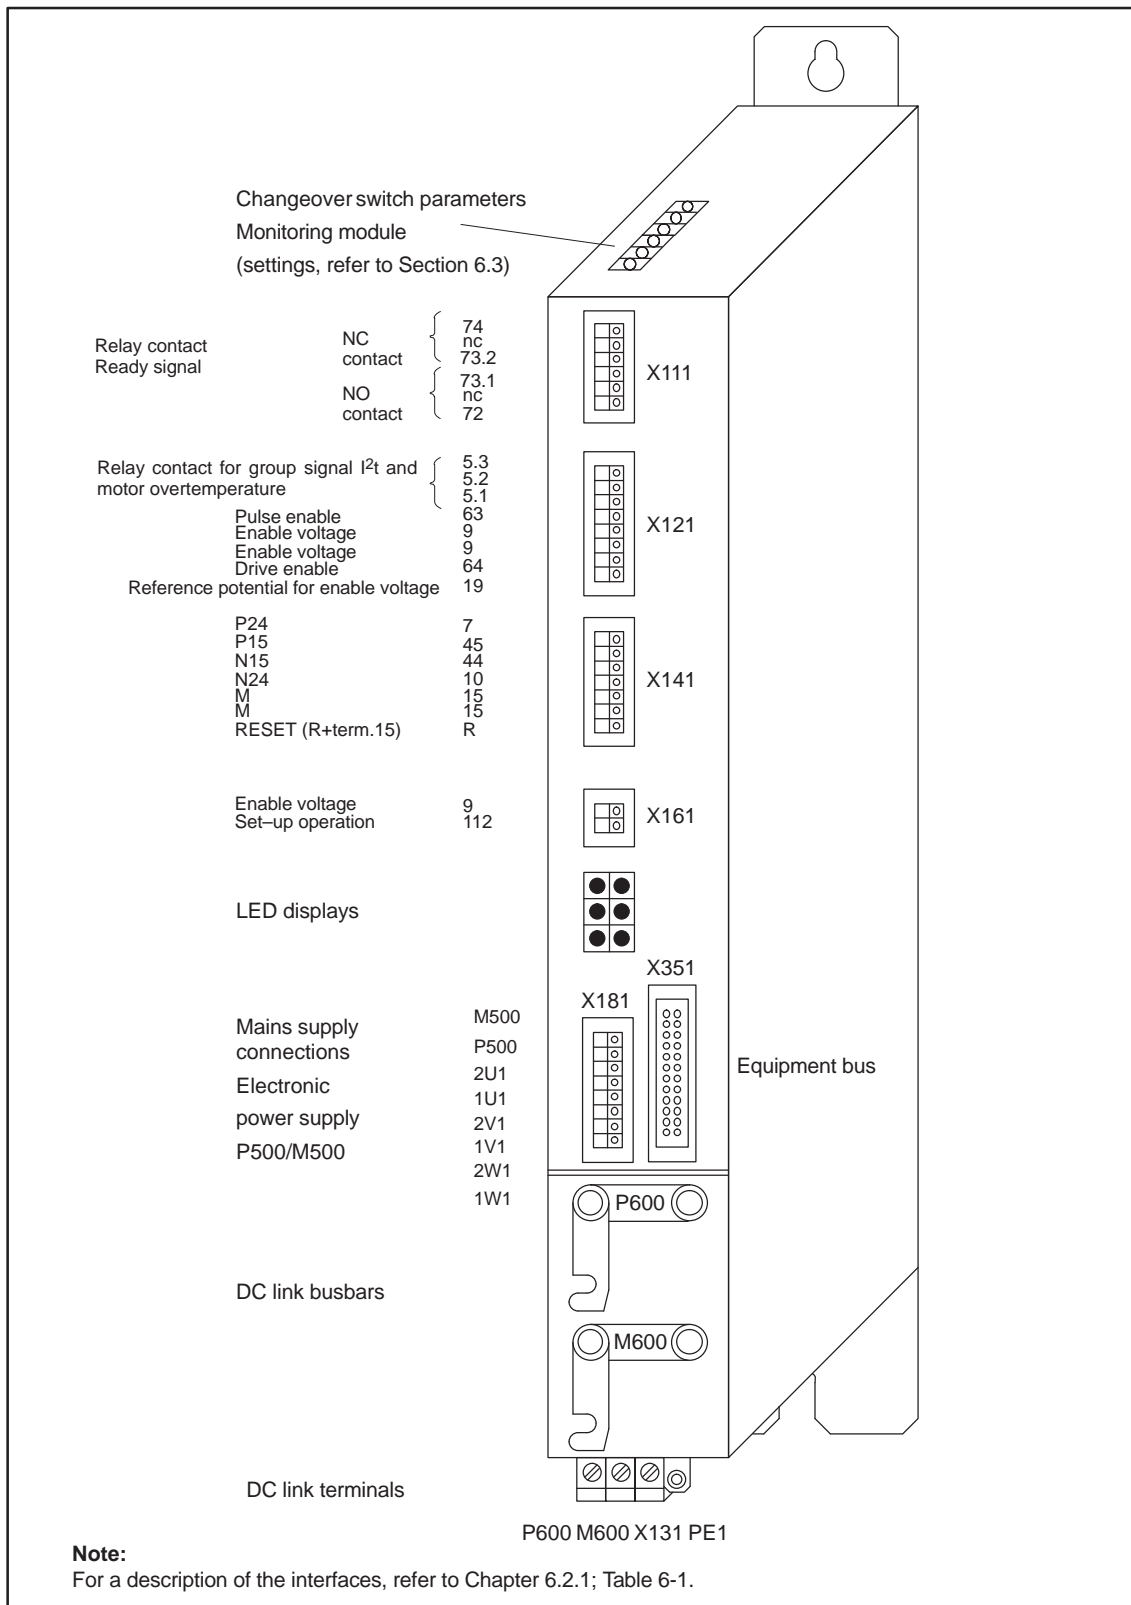 Changeover switch parameters
Monitoring module
(settings, refer to Section 6.3)
Relay contact
Ready signal
NC
contact
74
nc
73.2
NO
contact
73.1
nc
72
X111
Relay contact for group signal I²t and
motor overtemperature
5.3
5.2
5.1
Pulse enable 63
Enable voltage 9
Enable voltage 9
Drive enable 64
Reference potential for enable voltage 19
X121
P24 7
P15 45
N15 44
N24 10
M 15
M 15
RESET (R+term.15) R
X141
Enable voltage 9
Set–up operation 112
X161
LED displays
X351
X181
Mains supply
connections
Electronic
power supply
P500/M500
M500
P500
2U1
1U1
2V1
1V1
2W1
1W1
Equipment bus
P600
DC link busbars
M600
DC link terminals
P600 M600 X131 PE1
Note:
For a description of the interfaces, refer to Chapter 6.2.1; Table 6-1.